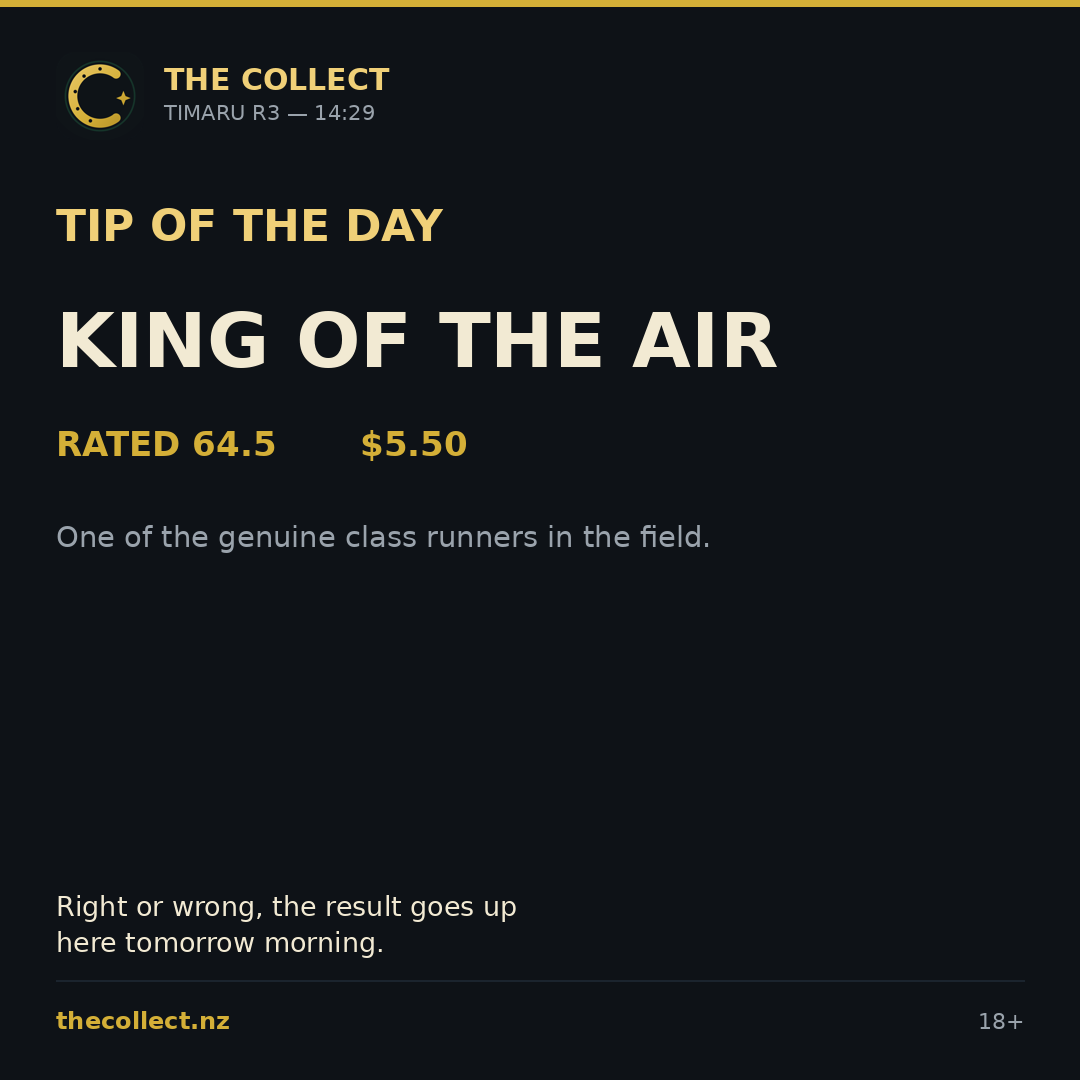 THE COLLECT
TIMARU R3 — 14:29
TIP OF THE DAY
KING OF THE AIR
RATED 64.5 $5.50
One of the genuine class runners in the field.
Right or wrong, the result goes up
here tomorrow morning.
thecollect.nz 18+